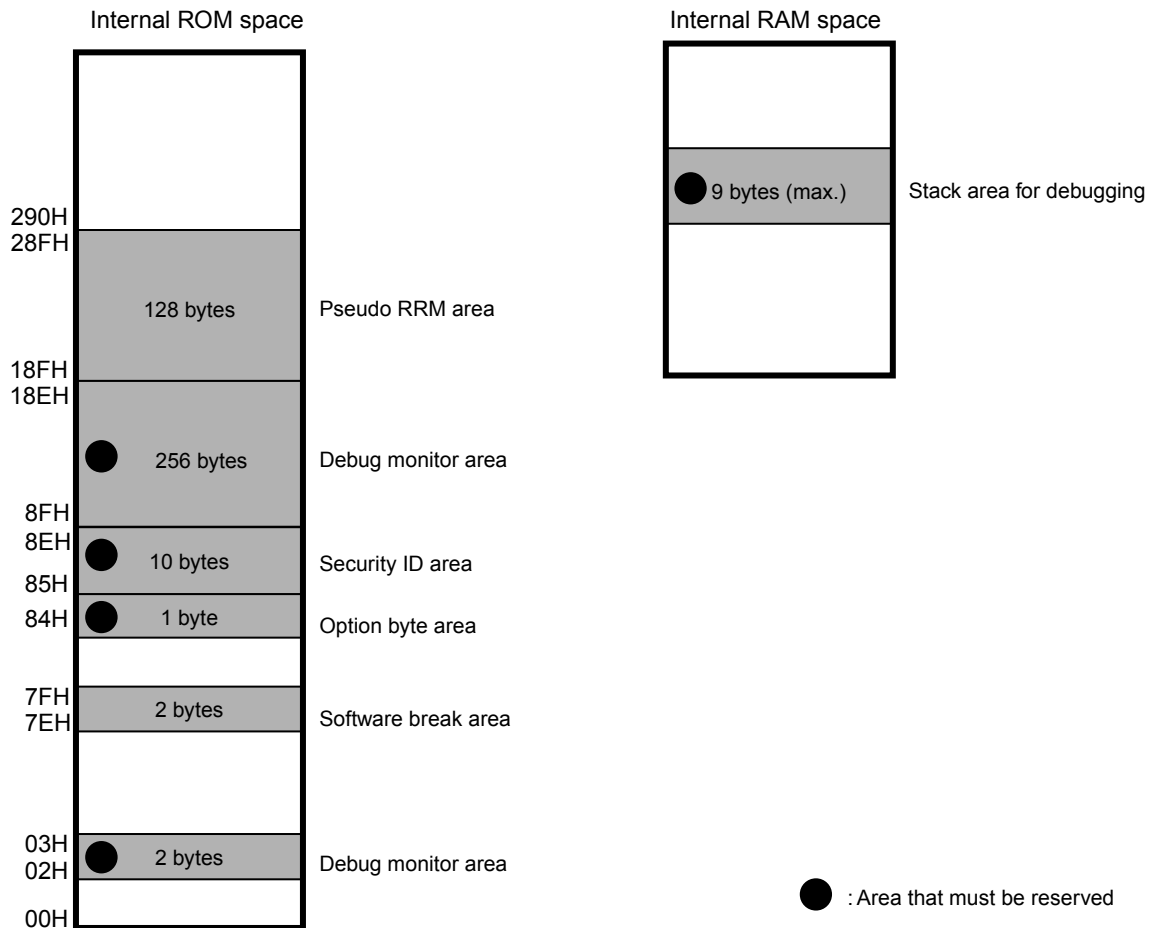 Internal ROM space
Internal RAM space
290H
28FH
128 bytes
Pseudo RRM area
18FH
18EH
256 bytes
Debug monitor area
8FH
8EH
10 bytes
Security ID area
85H
84H
1 byte
Option byte area
7FH
7EH
2 bytes
Software break area
03H
02H
2 bytes
Debug monitor area
00H
9 bytes (max.)
Stack area for debugging
: Area that must be reserved